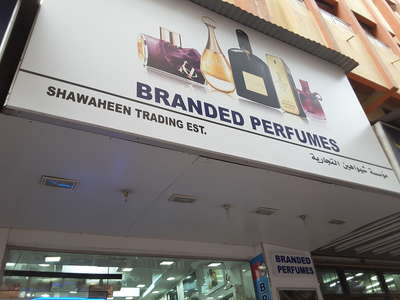 BRANDED PERFUMES
SHAWAHEEN TRADING EST.
مؤسسة شواهين التجارية
BRANDED
PERFUMES